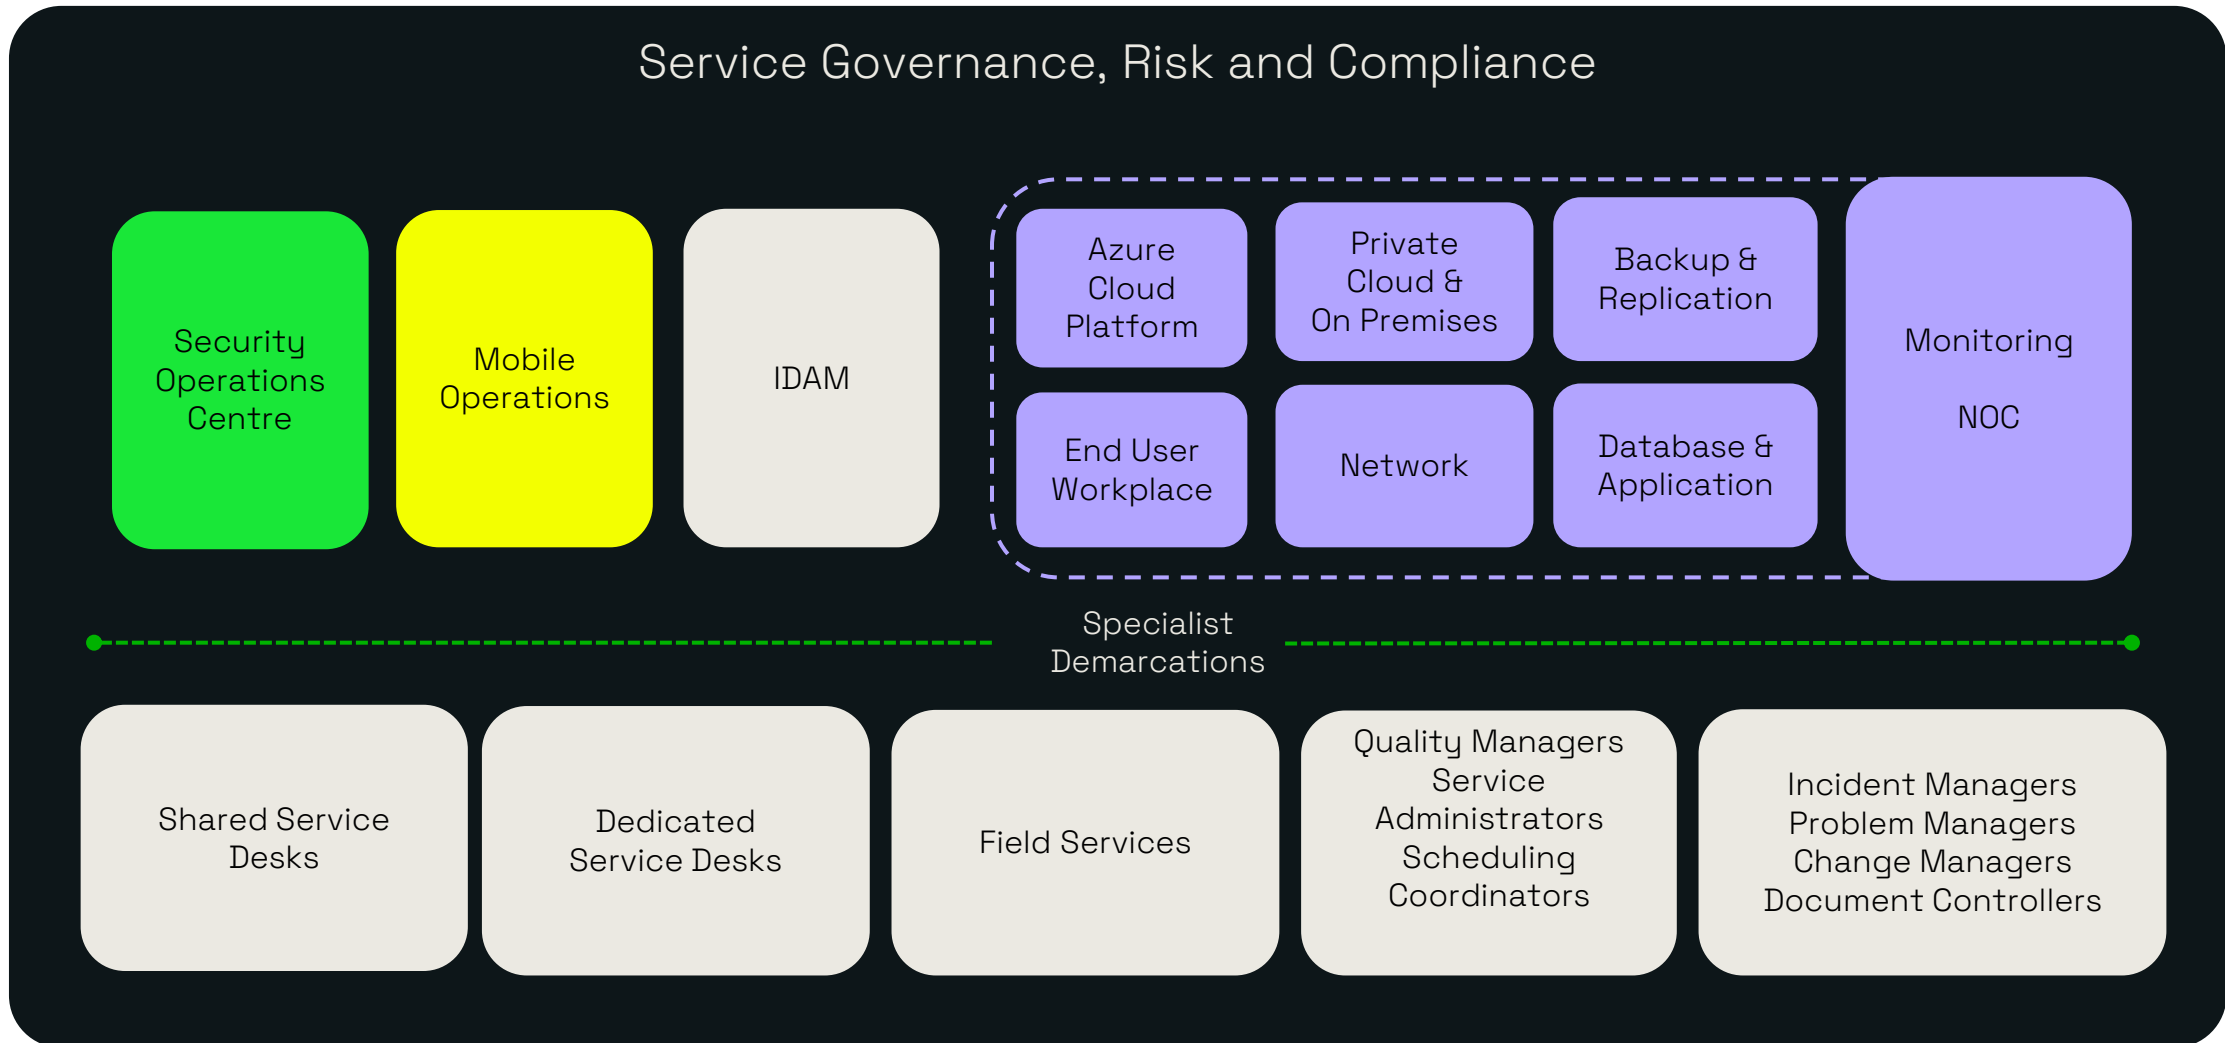 Service Governance, Risk and Compliance
Security
Operations
Centre
Mobile
Operations
IDAM
Azure
Cloud
Platform
Private
Cloud &
On Premises
Backup &
Replication
End User
Workplace
Network
Database &
Application
Monitoring
NOC
Specialist
Demarcations
Shared Service
Desks
Dedicated
Service Desks
Field Services
Quality Managers
Service
Administrators
Scheduling
Coordinators
Incident Managers
Problem Managers
Change Managers
Document Controllers